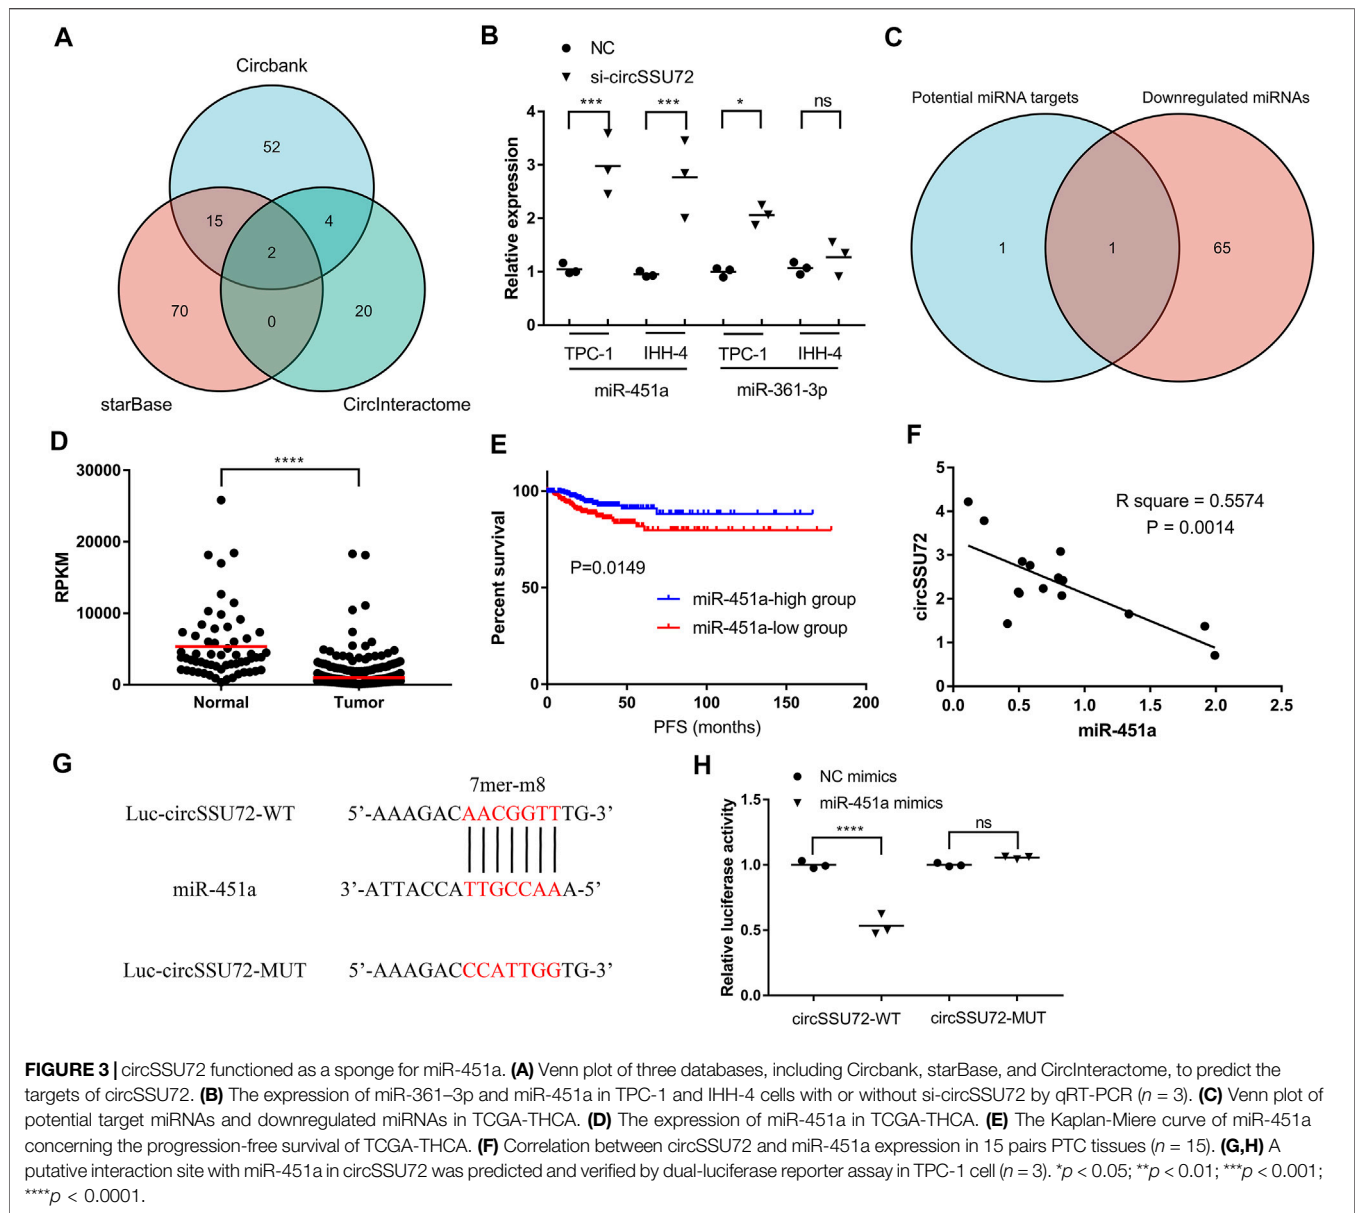 A
Circbank
52
15
4
2
70
0
20
starBase
CircInteractome
B
NC
si-circSSU72
*** *** * ns
Relative expression
4
3
2
1
0
TPC-1 IHH-4 TPC-1 IHH-4
miR-451a miR-361-3p
C
Potential miRNA targets Downregulated miRNAs
1 1 65
D
****
RPKM
30000
20000
10000
0
Normal Tumor
E
Percent survival
100
50
0
P=0.0149
miR-451a-high group
miR-451a-low group
0 50 100 150 200
PFS (months)
F
circSSU72
5
4
3
2
1
0
R square = 0.5574
P = 0.0014
0.0 0.5 1.0 1.5 2.0 2.5
miR-451a
G
7mer-m8
Luc-circSSU72-WT 5’-AAAGACAACGGTTTG-3’
miR-451a 3’-ATTACCATTGCCAAA-5’
Luc-circSSU72-MUT 5’-AAAGACCCATTGGTG-3’
H
NC mimics
miR-451a mimics
Relative luciferase activity
1.5
1.0
0.5
0.0
**** ns
circSSU72-WT circSSU72-MUT
FIGURE 3 | circSSU72 functioned as a sponge for miR-451a. (A) Venn plot of three databases, including Circbank, starBase, and CircInteractome, to predict the
targets of circSSU72. (B) The expression of miR-361–3p and miR-451a in TPC-1 and IHH-4 cells with or without si-circSSU72 by qRT-PCR (n = 3). (C) Venn plot of
potential target miRNAs and downregulated miRNAs in TCGA-THCA. (D) The expression of miR-451a in TCGA-THCA. (E) The Kaplan-Miere curve of miR-451a
concerning the progression-free survival of TCGA-THCA. (F) Correlation between circSSU72 and miR-451a expression in 15 pairs PTC tissues (n = 15). (G,H) A
putative interaction site with miR-451a in circSSU72 was predicted and verified by dual-luciferase reporter assay in TPC-1 cell (n = 3). *p < 0.05; **p < 0.01; ***p < 0.001;
****p < 0.0001.